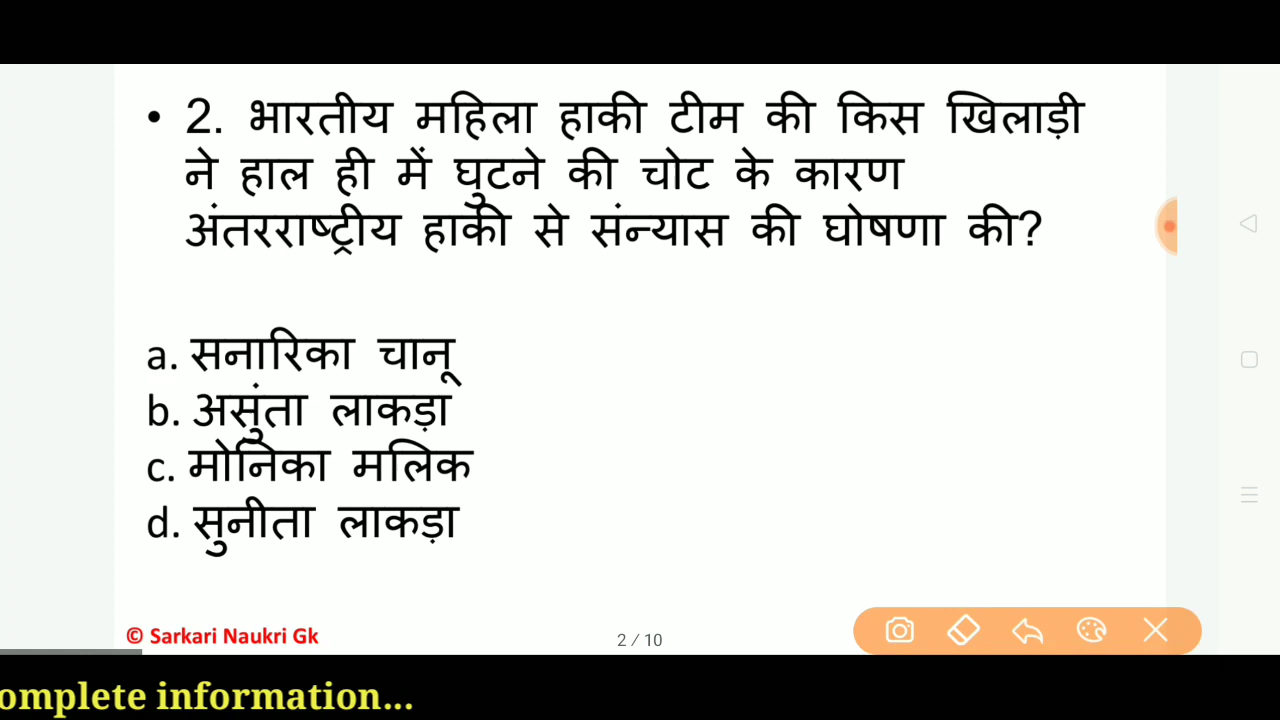 • 2. भारतीय महिला हाकी टीम की किस खिलाड़ी
ने हाल ही में घुटने की चोट के कारण
अंतरराष्ट्रीय हाकी से संन्यास की घोषणा की?
a. सनारिका चानू
b. असुंता लाकड़ा
c. मोनिका मलिक
d. सुनीता लाकड़ा
© Sarkari Naukri Gk
2 / 10
omplete information...